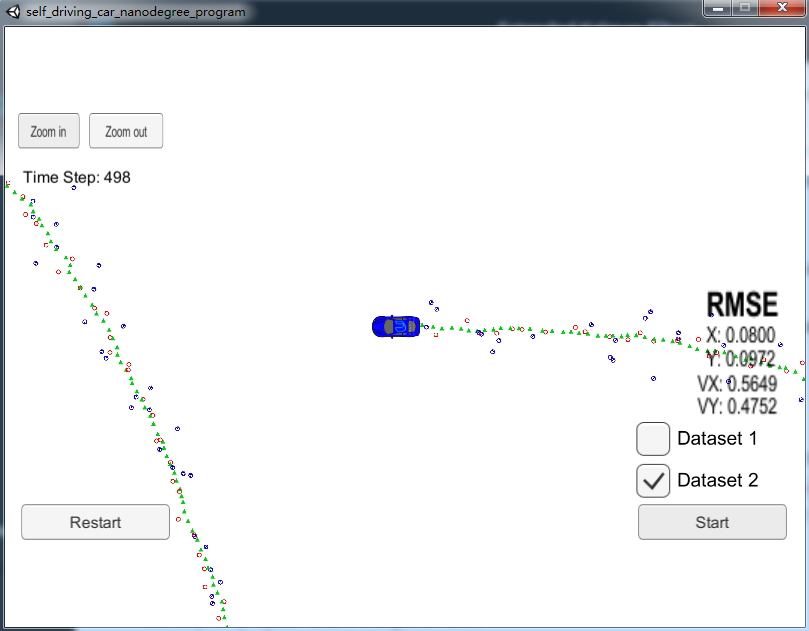 self_driving_car_nanodegree_program
Zoom in
Zoom out
Time Step: 498
RMSE
X: 0.0800
Y: 0.0972
VX: 0.5649
VY: 0.4752
Dataset 1
Dataset 2
Restart
Start